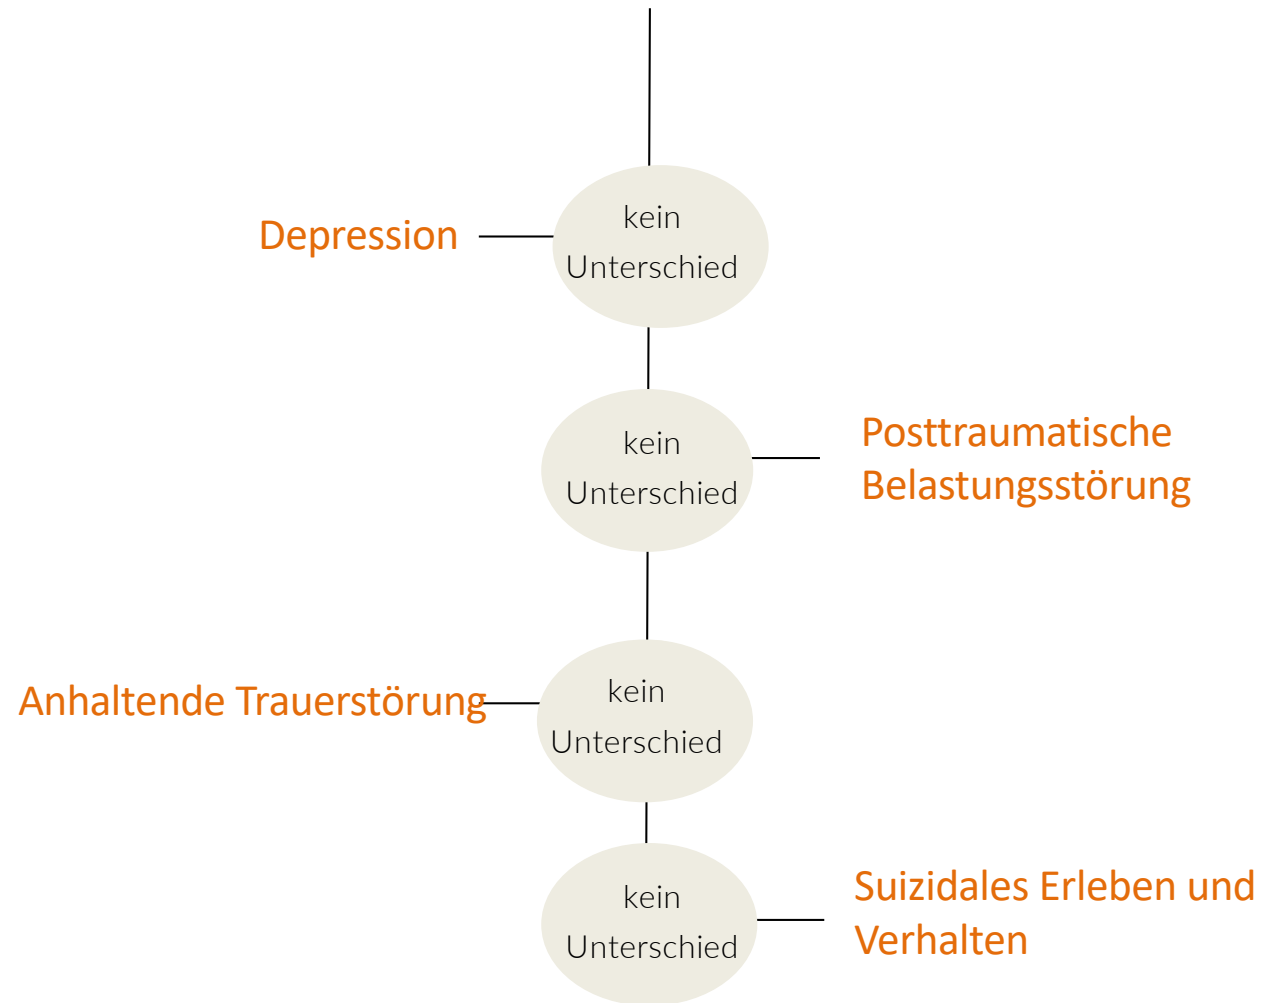 Depression
kein
Unterschied
kein
Unterschied
Posttraumatische
Belastungsstörung
Anhaltende Trauerstörung
kein
Unterschied
kein
Unterschied
Suizidales Erleben und
Verhalten